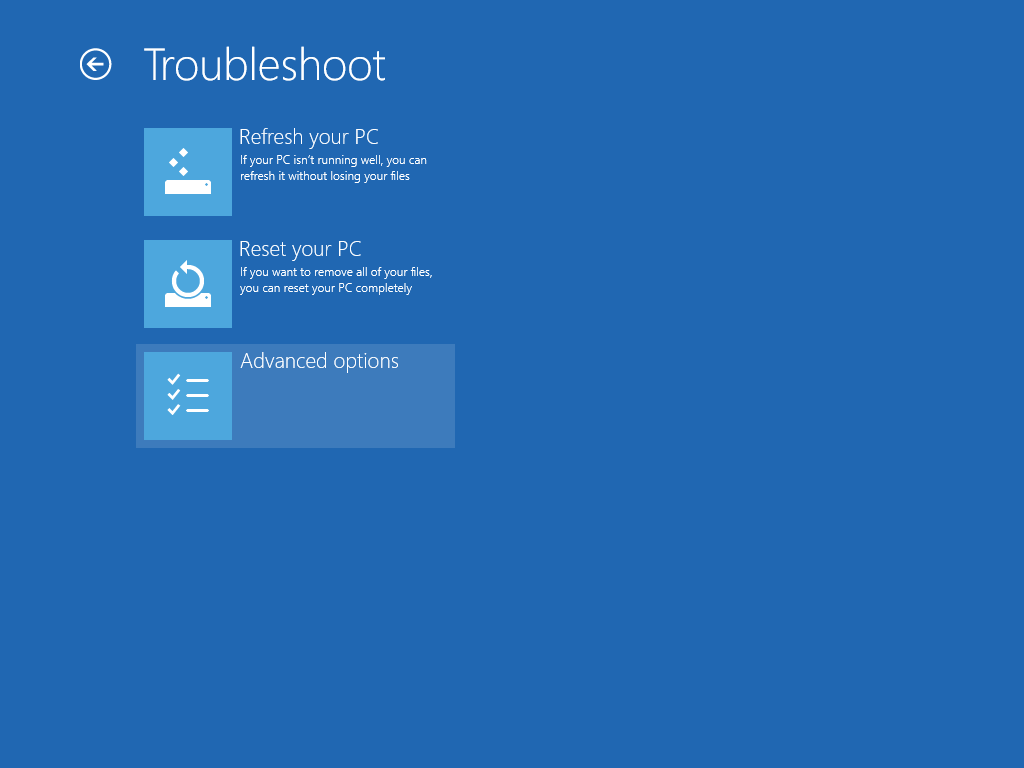 Troubleshoot
Refresh your PC
If your PC isn't running well, you can
refresh it without losing your files
Reset your PC
If you want to remove all of your files,
you can reset your PC completely
Advanced options